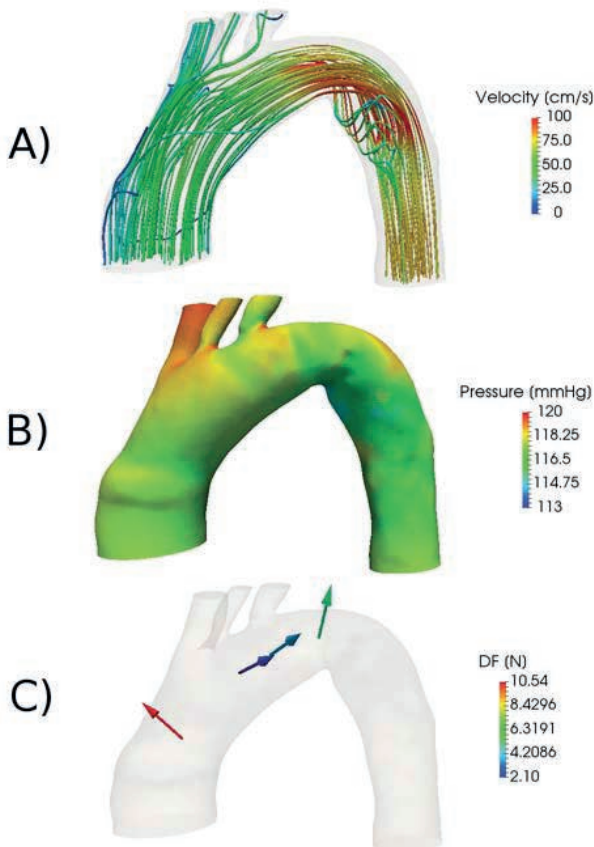 A)
Velocity (cm/s)
100
75.0
50.0
25.0
0
B)
Pressure [mmHg)
120
118.25
116.5
114.75
113
C)
DF [N)
10.54
8.4296
6.3191
4.2086
2.10